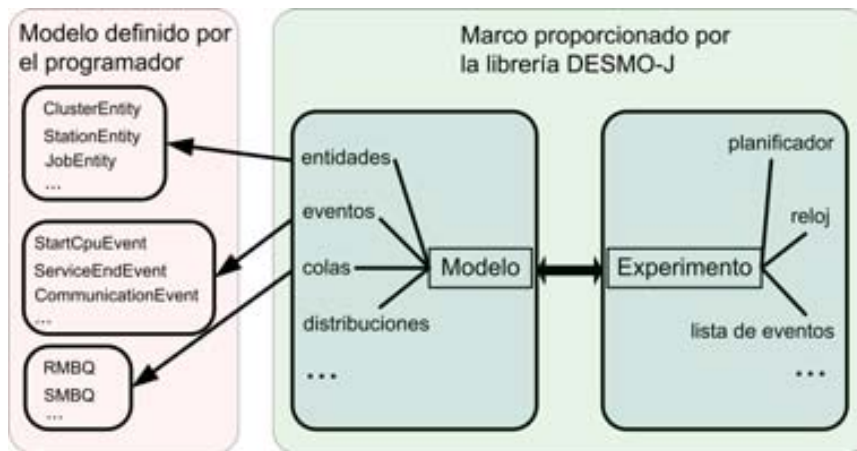 Modelo definido por
el programador
ClusterEntity
StationEntity
JobEntity
...
StartCpuEvent
ServiceEndEvent
CommunicationEvent
...
RMBQ
SMBQ
...
Marco proporcionado por
la librería DESMO-J
entidades
eventos
colas
distribuciones
...
Modelo
Experimento
planificador
reloj
lista de eventos
...